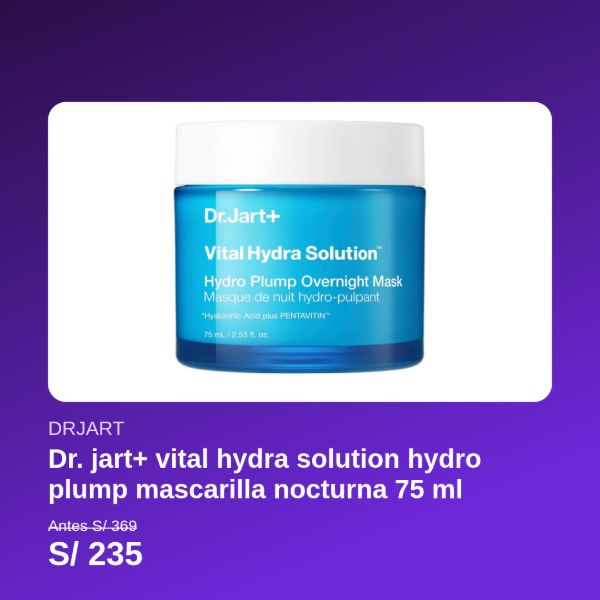 Dr.Jart+
Vital Hydra Solution™
Hydro Plump Overnight Mask
Masque de nuit hydro-pulpant
*Hyaluronic Acid plus PENTAVITIN™
75 mL / 2.53 fl. oz.
DRJART
Dr. jart+ vital hydra solution hydro
plump mascarilla nocturna 75 ml
Antes S/ 369
S/ 235